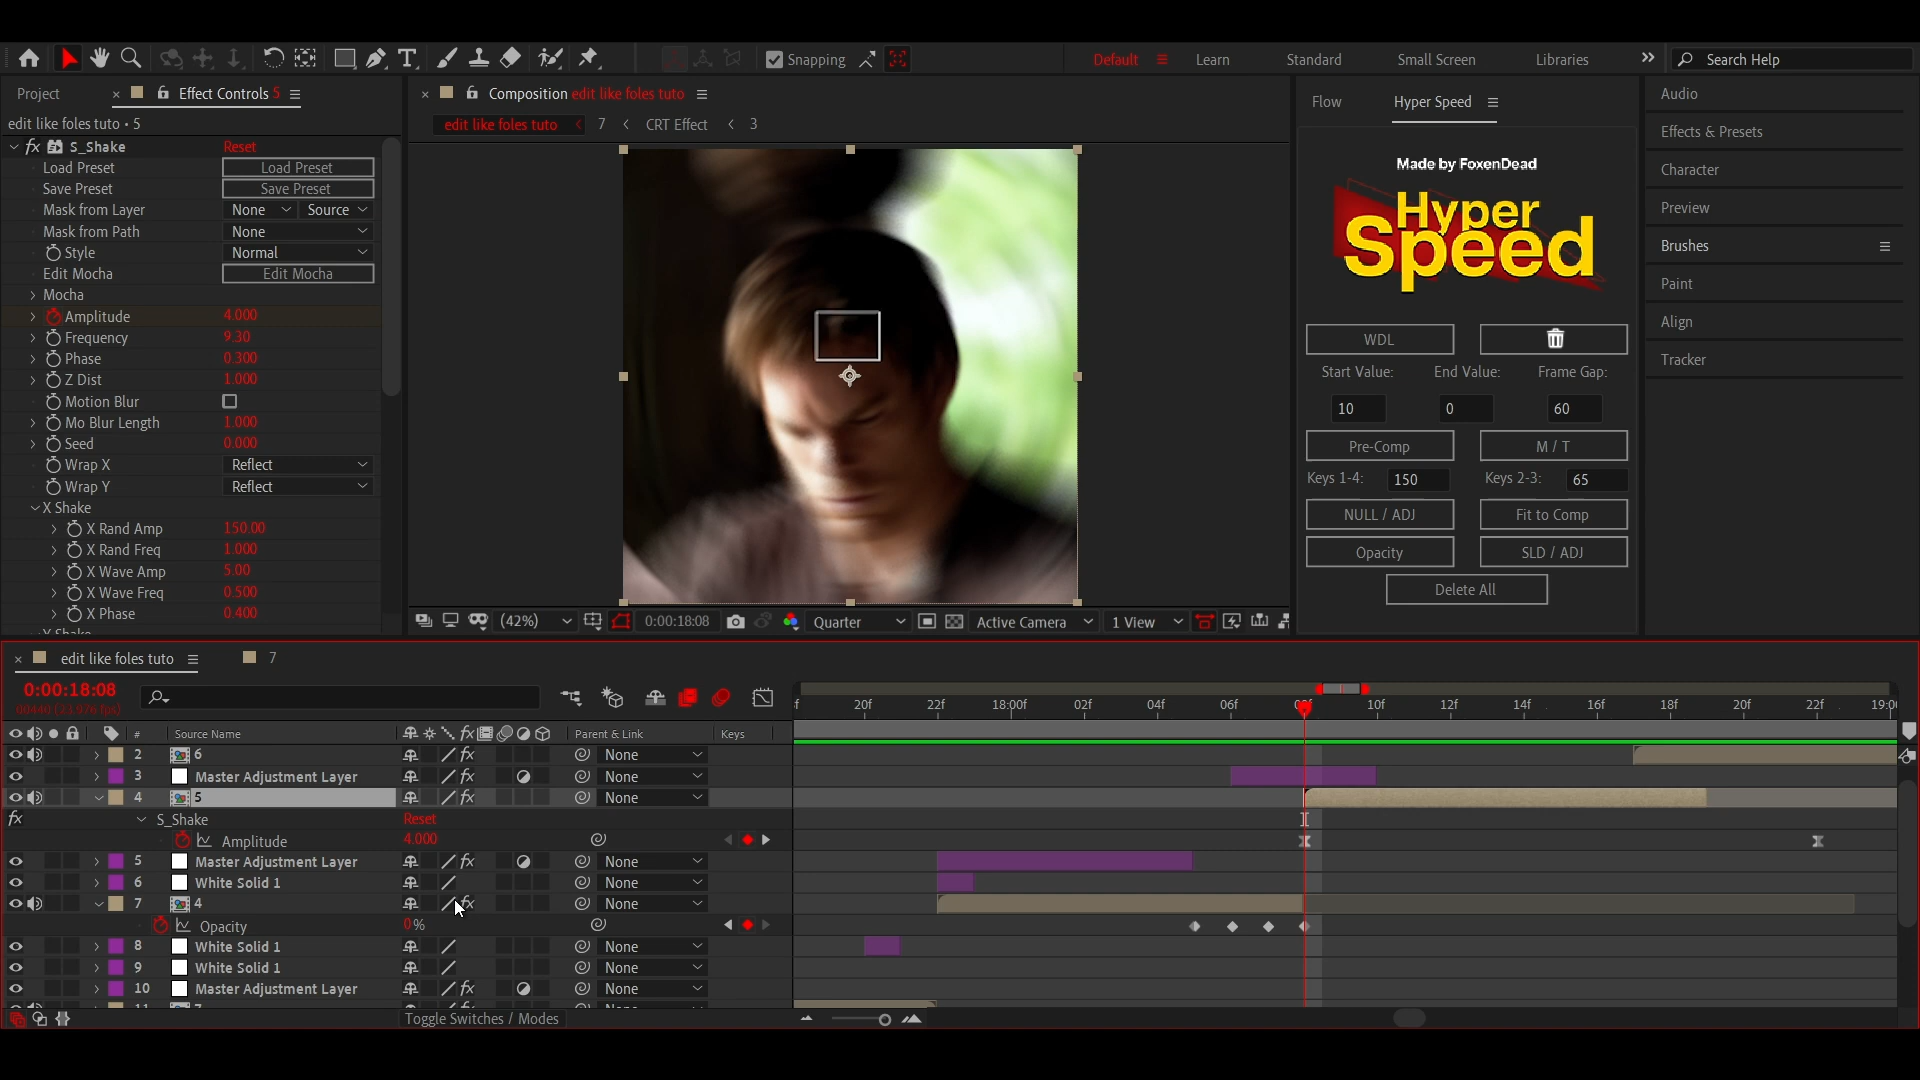 Snapping
Default
Learn
Standard
Small Screen
Libraries
Search Help
Project
Effect Controls 5
edit like foles tuto • 5
fx S_Shake Reset
Load Preset Load Preset
Save Preset Save Preset
Mask from Layer None Source
Mask from Path None
Style Normal
Edit Mocha Edit Mocha
Mocha
Amplitude 4.000
Frequency 9.30
Phase 0.300
Z Dist 1.000
Motion Blur
Mo Blur Length 1.000
Seed 0.000
Wrap X Reflect
Wrap Y Reflect
X Shake
X Rand Amp 150.00
X Rand Freq 1.000
X Wave Amp 5.00
X Wave Freq 0.500
X Phase 0.400
Y Shake
Composition edit like foles tuto
edit like foles tuto 7 CRT Effect 3
(42%) 0:00:18:08 Quarter Active Camera 1 View
Flow
Hyper Speed
Made by FoxenDead
Hyper
Speed
WDL
Start Value: End Value: Frame Gap:
10 0 60
Pre-Comp M / T
Keys 1-4: 150 Keys 2-3: 65
NULL / ADJ Fit to Comp
Opacity SLD / ADJ
Delete All
Audio
Effects & Presets
Character
Preview
Brushes
Paint
Align
Tracker
edit like foles tuto 7
0:00:18:08
00440 (23.976 fps)
f 20f 22f 18:00f 02f 04f 06f 10f 12f 14f 16f 18f 20f 22f 19:00
# Source Name fx Parent & Link Keys
2 6 fx None
3 Master Adjustment Layer fx None
4 5 fx None
fx S_Shake Reset
Amplitude 4.000
5 Master Adjustment Layer fx None
6 White Solid 1 None
7 4 fx None
Opacity 0%
8 White Solid 1 None
9 White Solid 1 None
10 Master Adjustment Layer fx None
Toggle Switches / Modes